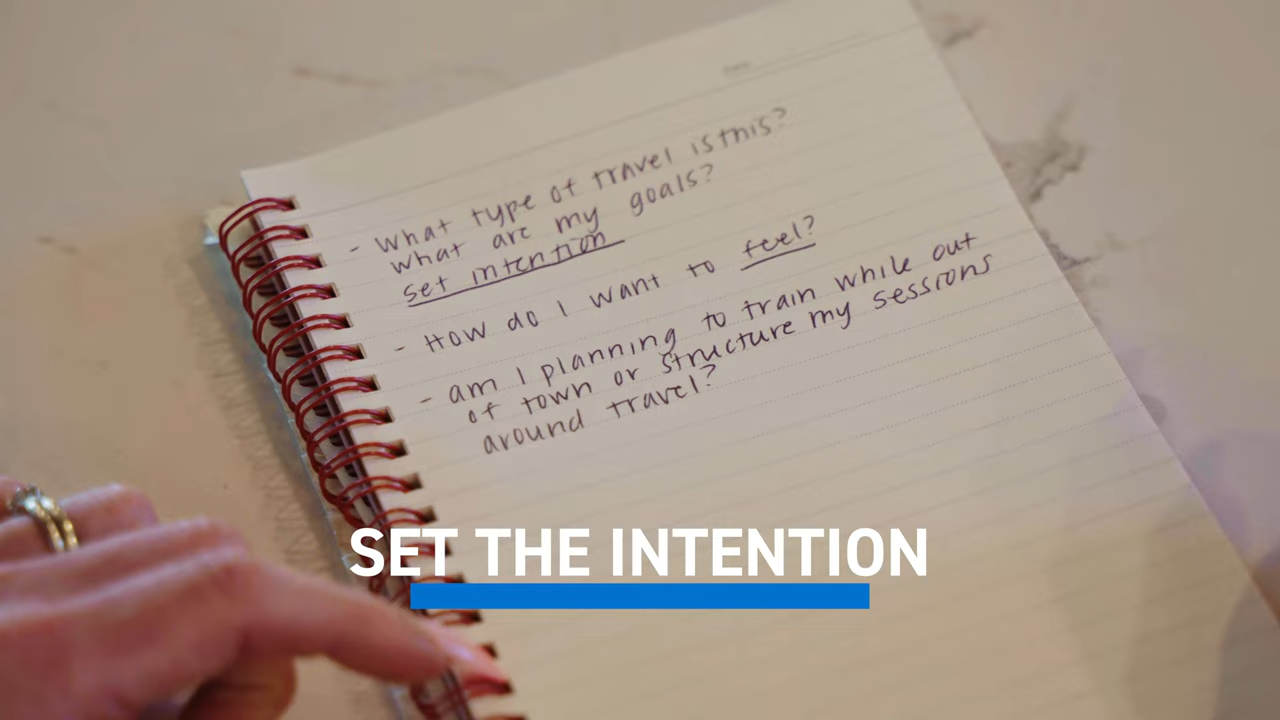 - What type of travel is this?
what are my goals?
set intention
- How do I want to feel?
- am I planning to train while out
of town or structure my sessions
around travel?
SET THE INTENTION